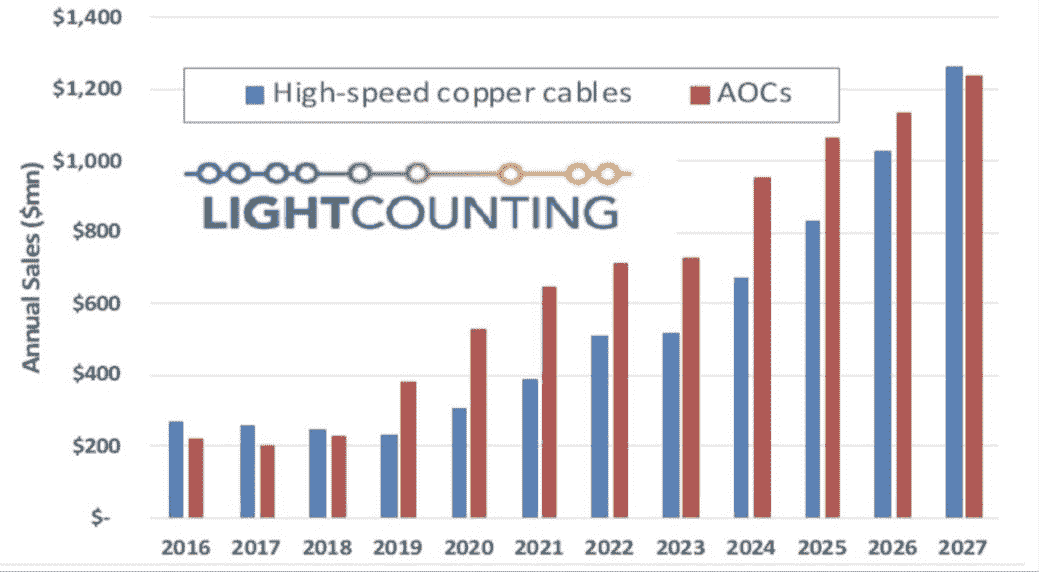 $1,400
High-speed copper cables AOCs
$1,200
$1,000
LIGHTCOUNTING
$800
$600
$400
$200
$-
Annual Sales ($mn)
2016 2017 2018 2019 2020 2021 2022 2023 2024 2025 2026 2027